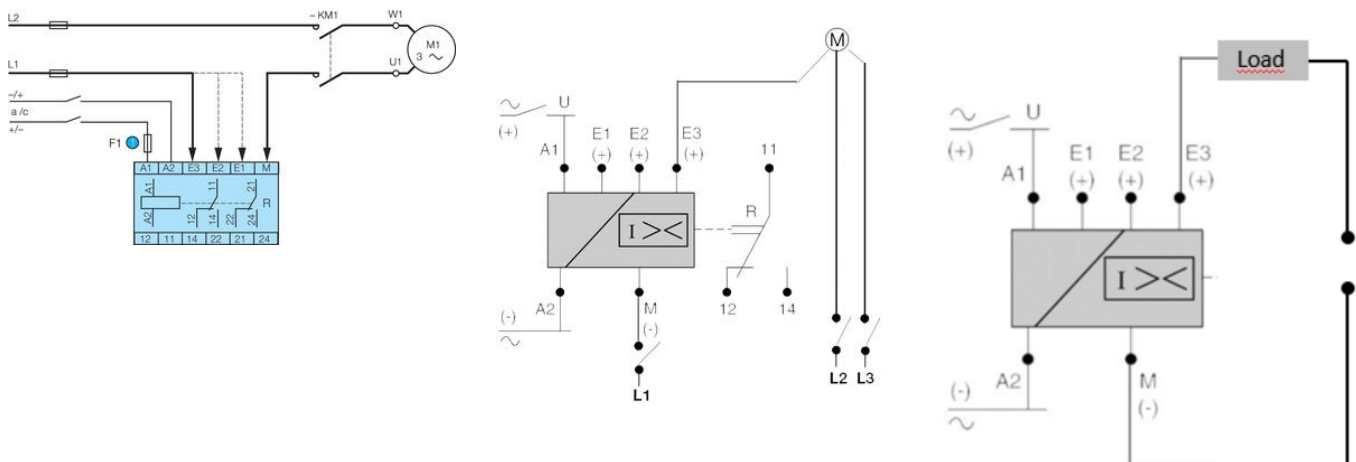 L2
– KM1
W1
M1
3 ~
L1
U1
–/+
a /c
+/–
F1 1
A1 A2 E3 E2 E1 M
A1
A2
11
12 14
21
22 24
R
12 11 14 22 21 24
M
~
(+)
U
A1
E1
(+)
E2
(+)
E3
(+)
11
R
I ><
A2
(-)
~
M
(-)
12
14
L1
L2 L3
Load
~
(+)
U
A1
E1
(+)
E2
(+)
E3
(+)
I ><
A2
(-)
~
M
(-)